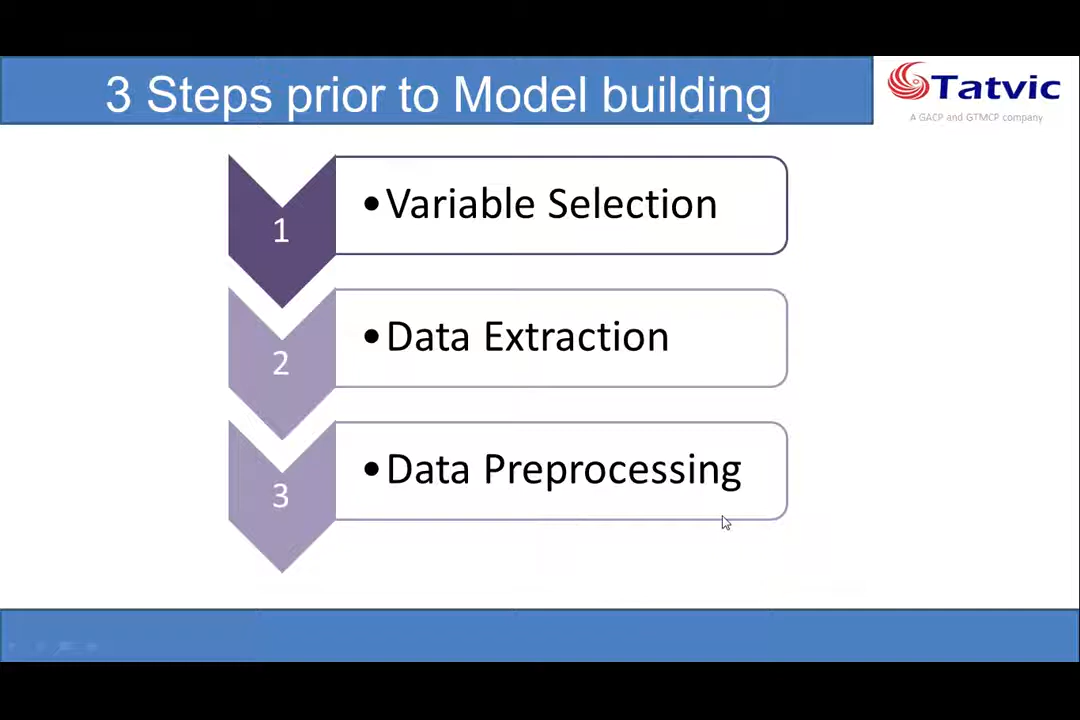 3 Steps prior to Model building
Tatvic
A GACP and GTMCP company
1
•Variable Selection
2
•Data Extraction
3
•Data Preprocessing